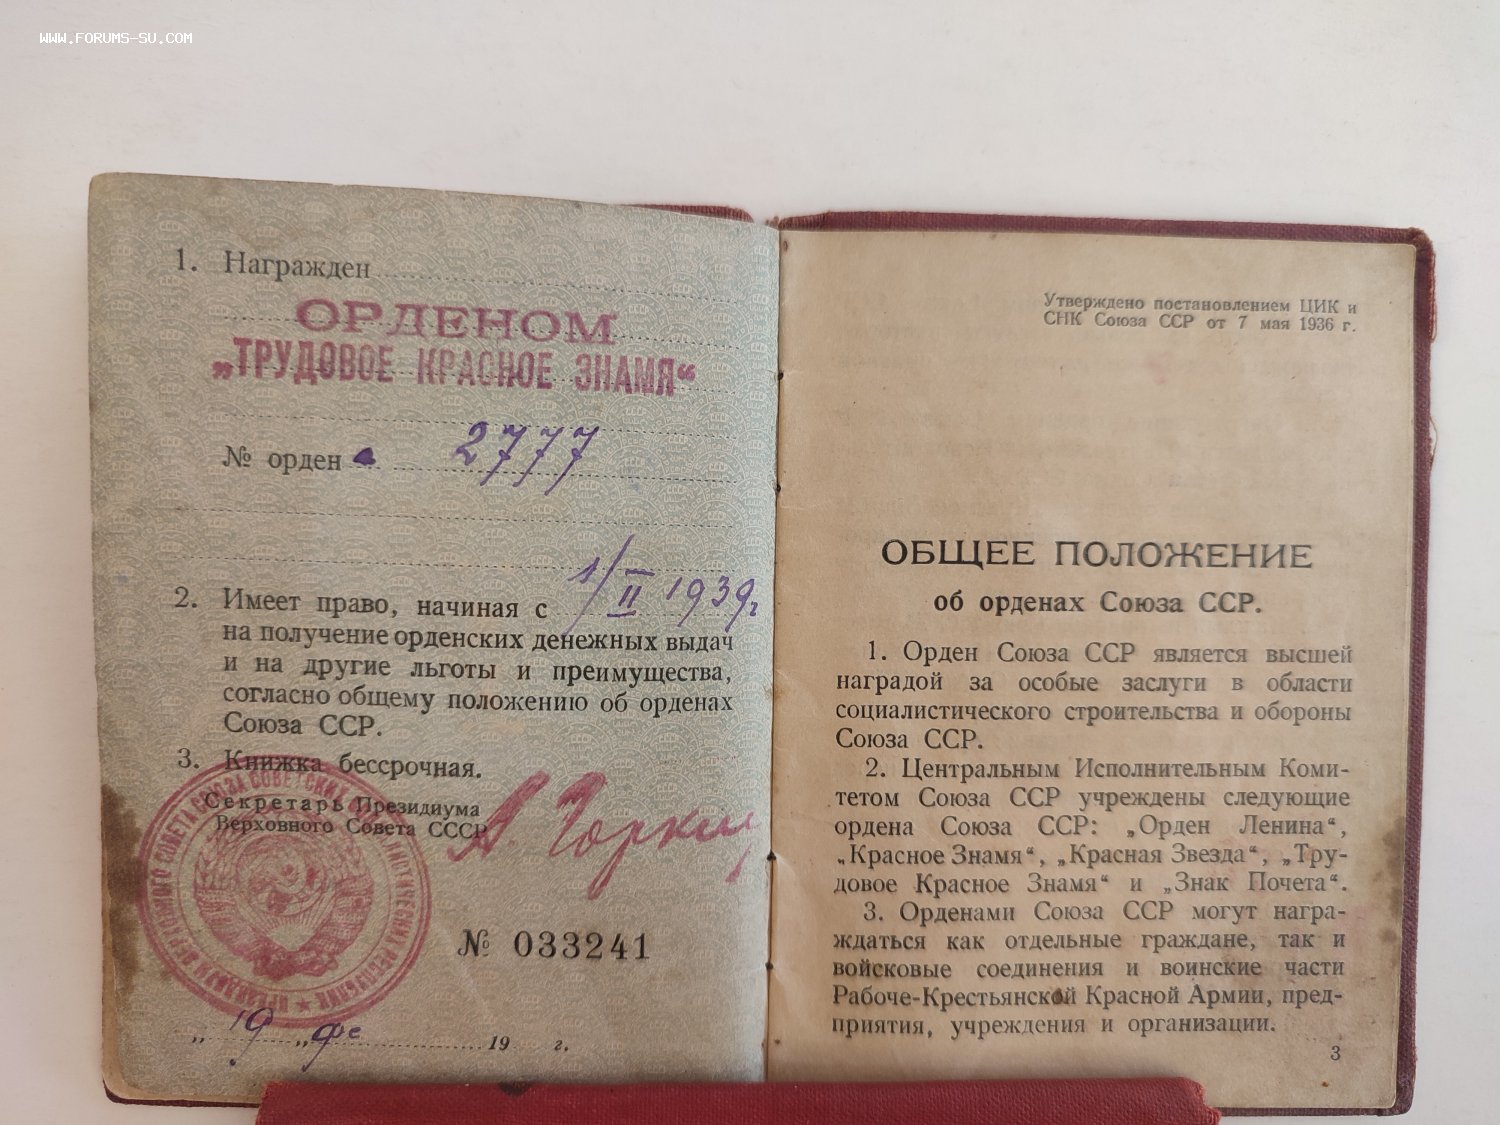 WWW.FORUMS-SU.COM
1. Награжден
ОРДЕНОМ
„ТРУДОВОЕ КРАСНОЕ ЗНАМЯ“
№ орден 2777
2. Имеет право, начиная с 1/II 1939г
на получение орденских денежных выдач
и на другие льготы и преимущества,
согласно общему положению об орденах
Союза ССР.
3. Книжка бессрочная.
Секретарь Президиума
Верховного Совета СССР
А. Горкин
№ 033241
„19„ фе 19 г.
Утверждено постановлением ЦИК и
СНК Союза ССР от 7 мая 1936 г.
ОБЩЕЕ ПОЛОЖЕНИЕ
об орденах Союза ССР.
1. Орден Союза ССР является высшей
наградой за особые заслуги в области
социалистического строительства и обороны
Союза ССР.
2. Центральным Исполнительным Коми-
тетом Союза ССР учреждены следующие
ордена Союза ССР: „Орден Ленина“,
„Красное Знамя“, „Красная Звезда“, „Тру-
довое Красное Знамя“ и „Знак Почета“.
3. Орденами Союза ССР могут награ-
ждаться как отдельные граждане, так и
войсковые соединения и воинские части
Рабоче-Крестьянской Красной Армии, пред-
приятия, учреждения и организации.
3